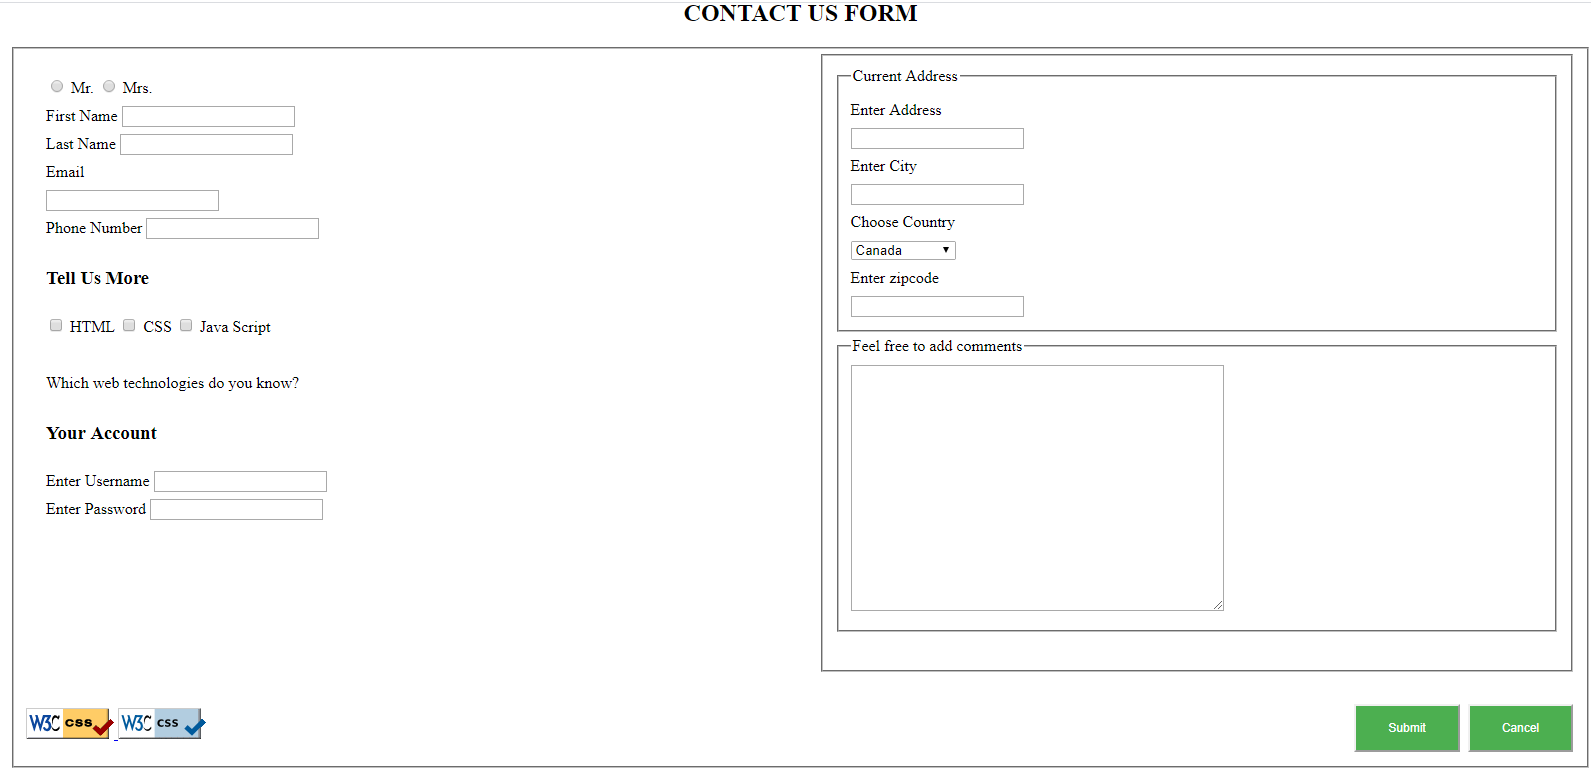 CONTACT US FORM
Mr. Mrs.
First Name
Last Name
Email
Phone Number
Tell Us More
HTML CSS Java Script
Which web technologies do you know?
Your Account
Enter Username
Enter Password
Current Address
Enter Address
Enter City
Choose Country
Canada
Enter zipcode
Feel free to add comments
W3C css W3C css
Submit Cancel